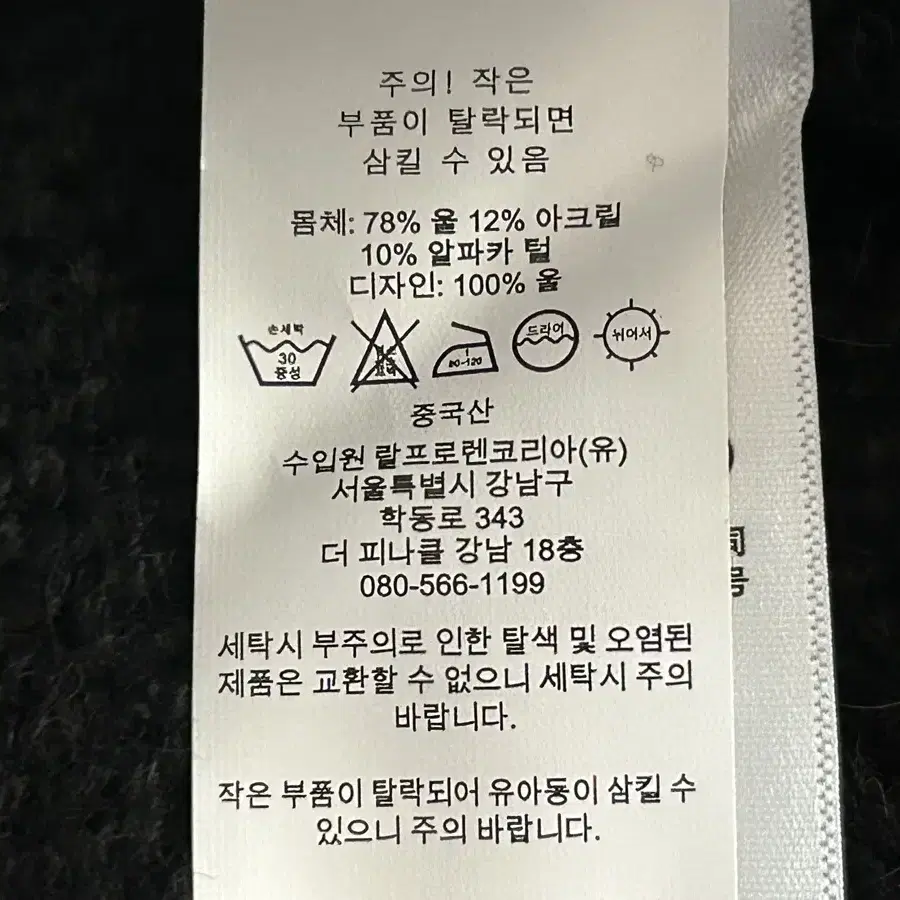 주의! 작은
부품이 탈락되면
삼킬 수 있음
몸체: 78% 울 12% 아크릴
10% 알파카 털
디자인: 100% 울
손세탁
30
중성
80-120
드라이
뉘어서
중국산
수입원 랄프로렌코리아(유)
서울특별시 강남구
학동로 343
더 피나클 강남 18층
080-566-1199
세탁시 부주의로 인한 탈색 및 오염된
제품은 교환할 수 없으니 세탁시 주의
바랍니다.
작은 부품이 탈락되어 유아동이 삼킬 수
있으니 주의 바랍니다.